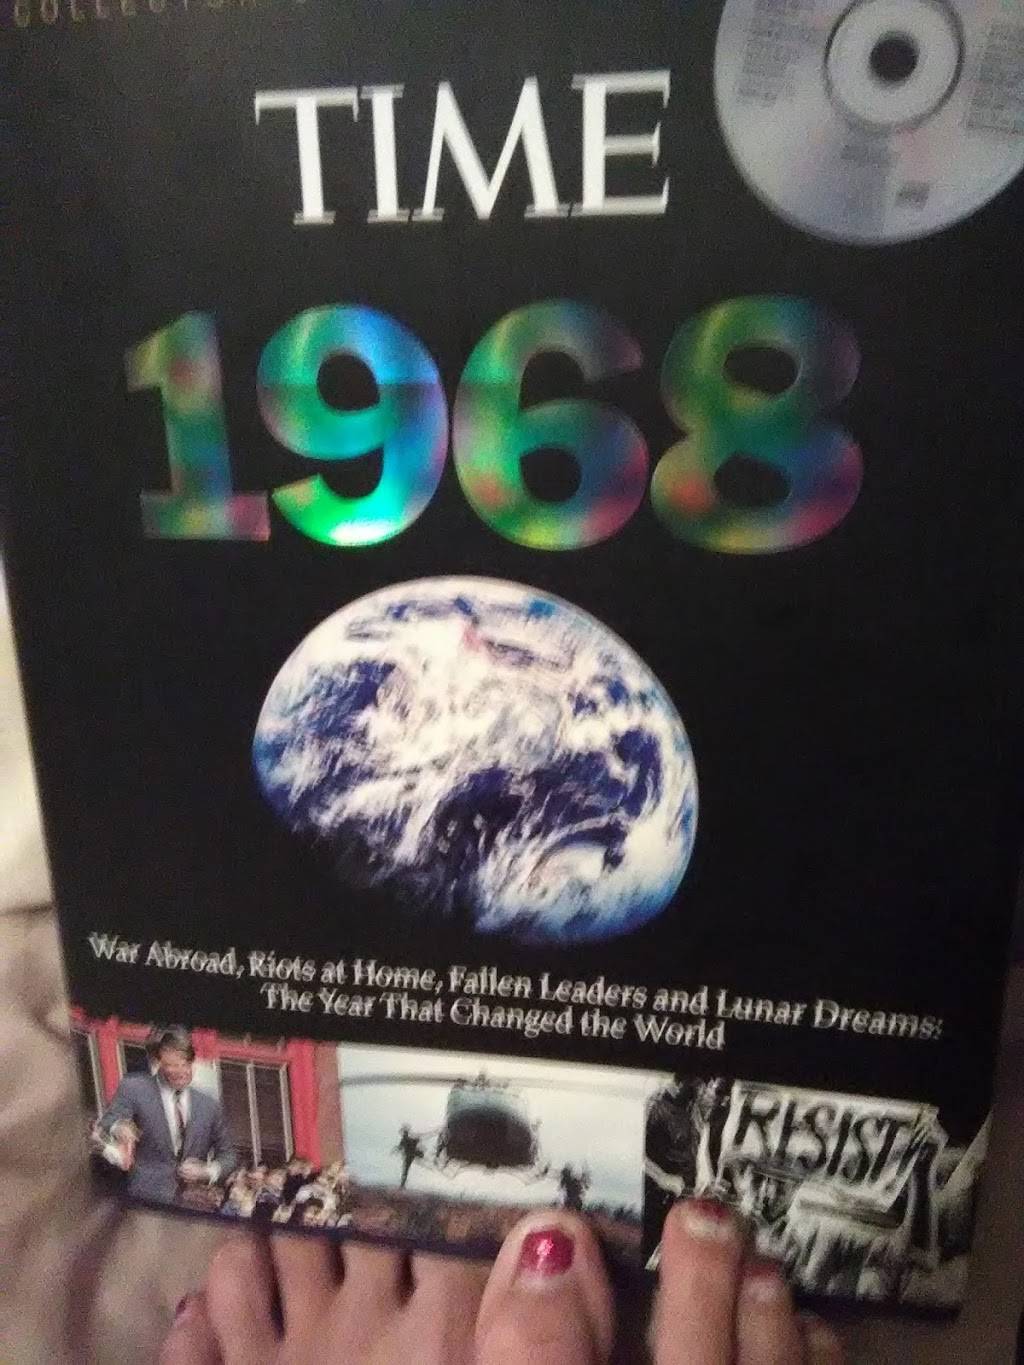 TIME
1968
War Abroad, Riots at Home, Fallen Leaders and Lunar Dreams:
The Year That Changed the World
RESIST